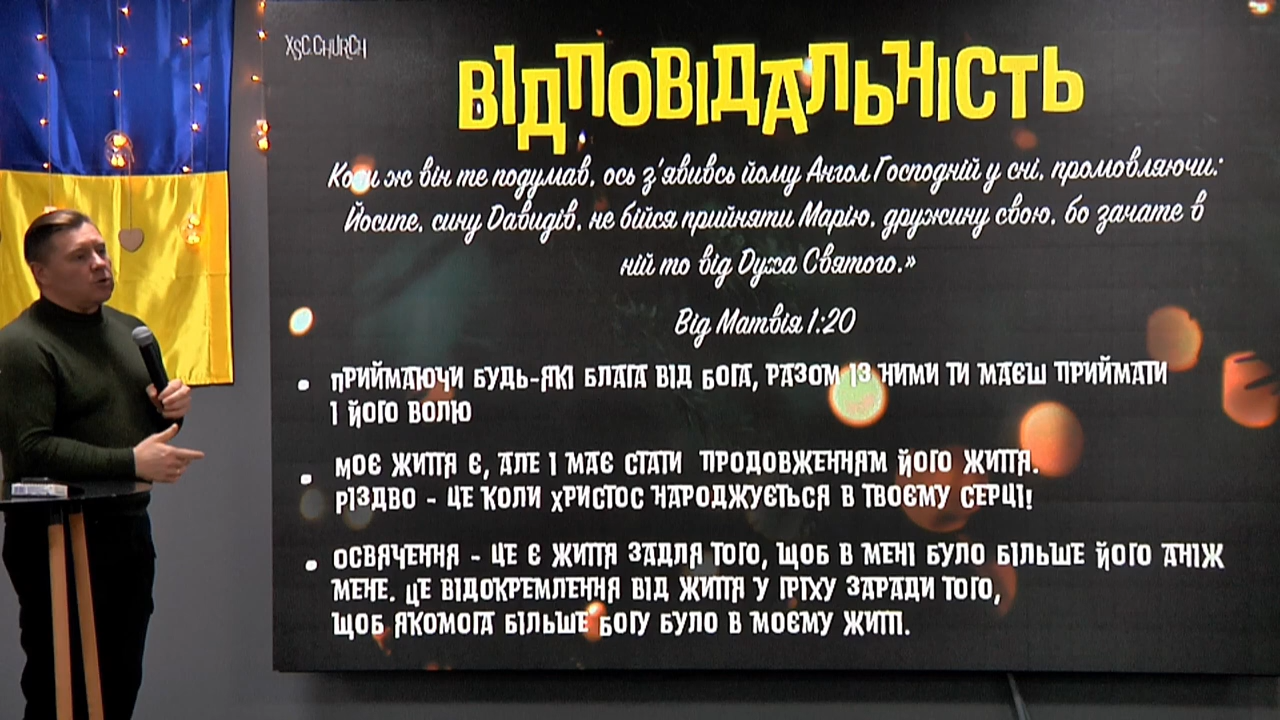 XSC.CHURCH
ВІДПОВІДАЛЬНІСТЬ
Коли ж він те подумав, ось з'явивсь йому Ангол Господній у сні, промовляючи:
Йосипе, сину Давидів, не бійся прийняти Марію, дружину свою, бо зачате в
ній то від Духа Святого.»
Від Матвія 1:20
• ПРИЙМАЮЧИ БУДЬ-ЯКІ БЛАГА ВІД БОГА, РАЗОМ ІЗ НИМИ ТИ МАЄШ ПРИЙМАТИ
І ЙОГО ВОЛЮ
• МОЄ ЖИТТЯ Є, АЛЕ І МАЄ СТАТИ ПРОДОВЖЕННЯМ ЙОГО ЖИТТЯ.
РІЗДВО - ЦЕ КОЛИ ХРИСТОС НАРОДЖУЄТЬСЯ В ТВОЄМУ СЕРЦІ!
• ОСВЯЧЕННЯ - ЦЕ Є ЖИТТЯ ЗАДЛЯ ТОГО, ЩОБ В МЕНІ БУЛО БІЛЬШЕ ЙОГО АНІЖ
МЕНЕ. ЦЕ ВІДОКРЕМЛЕННЯ ВІД ЖИТТЯ У ГРІХУ ЗАРАДИ ТОГО,
ЩОБ ЯКОМОГА БІЛЬШЕ БОГУ БУЛО В МОЄМУ ЖИТТІ.